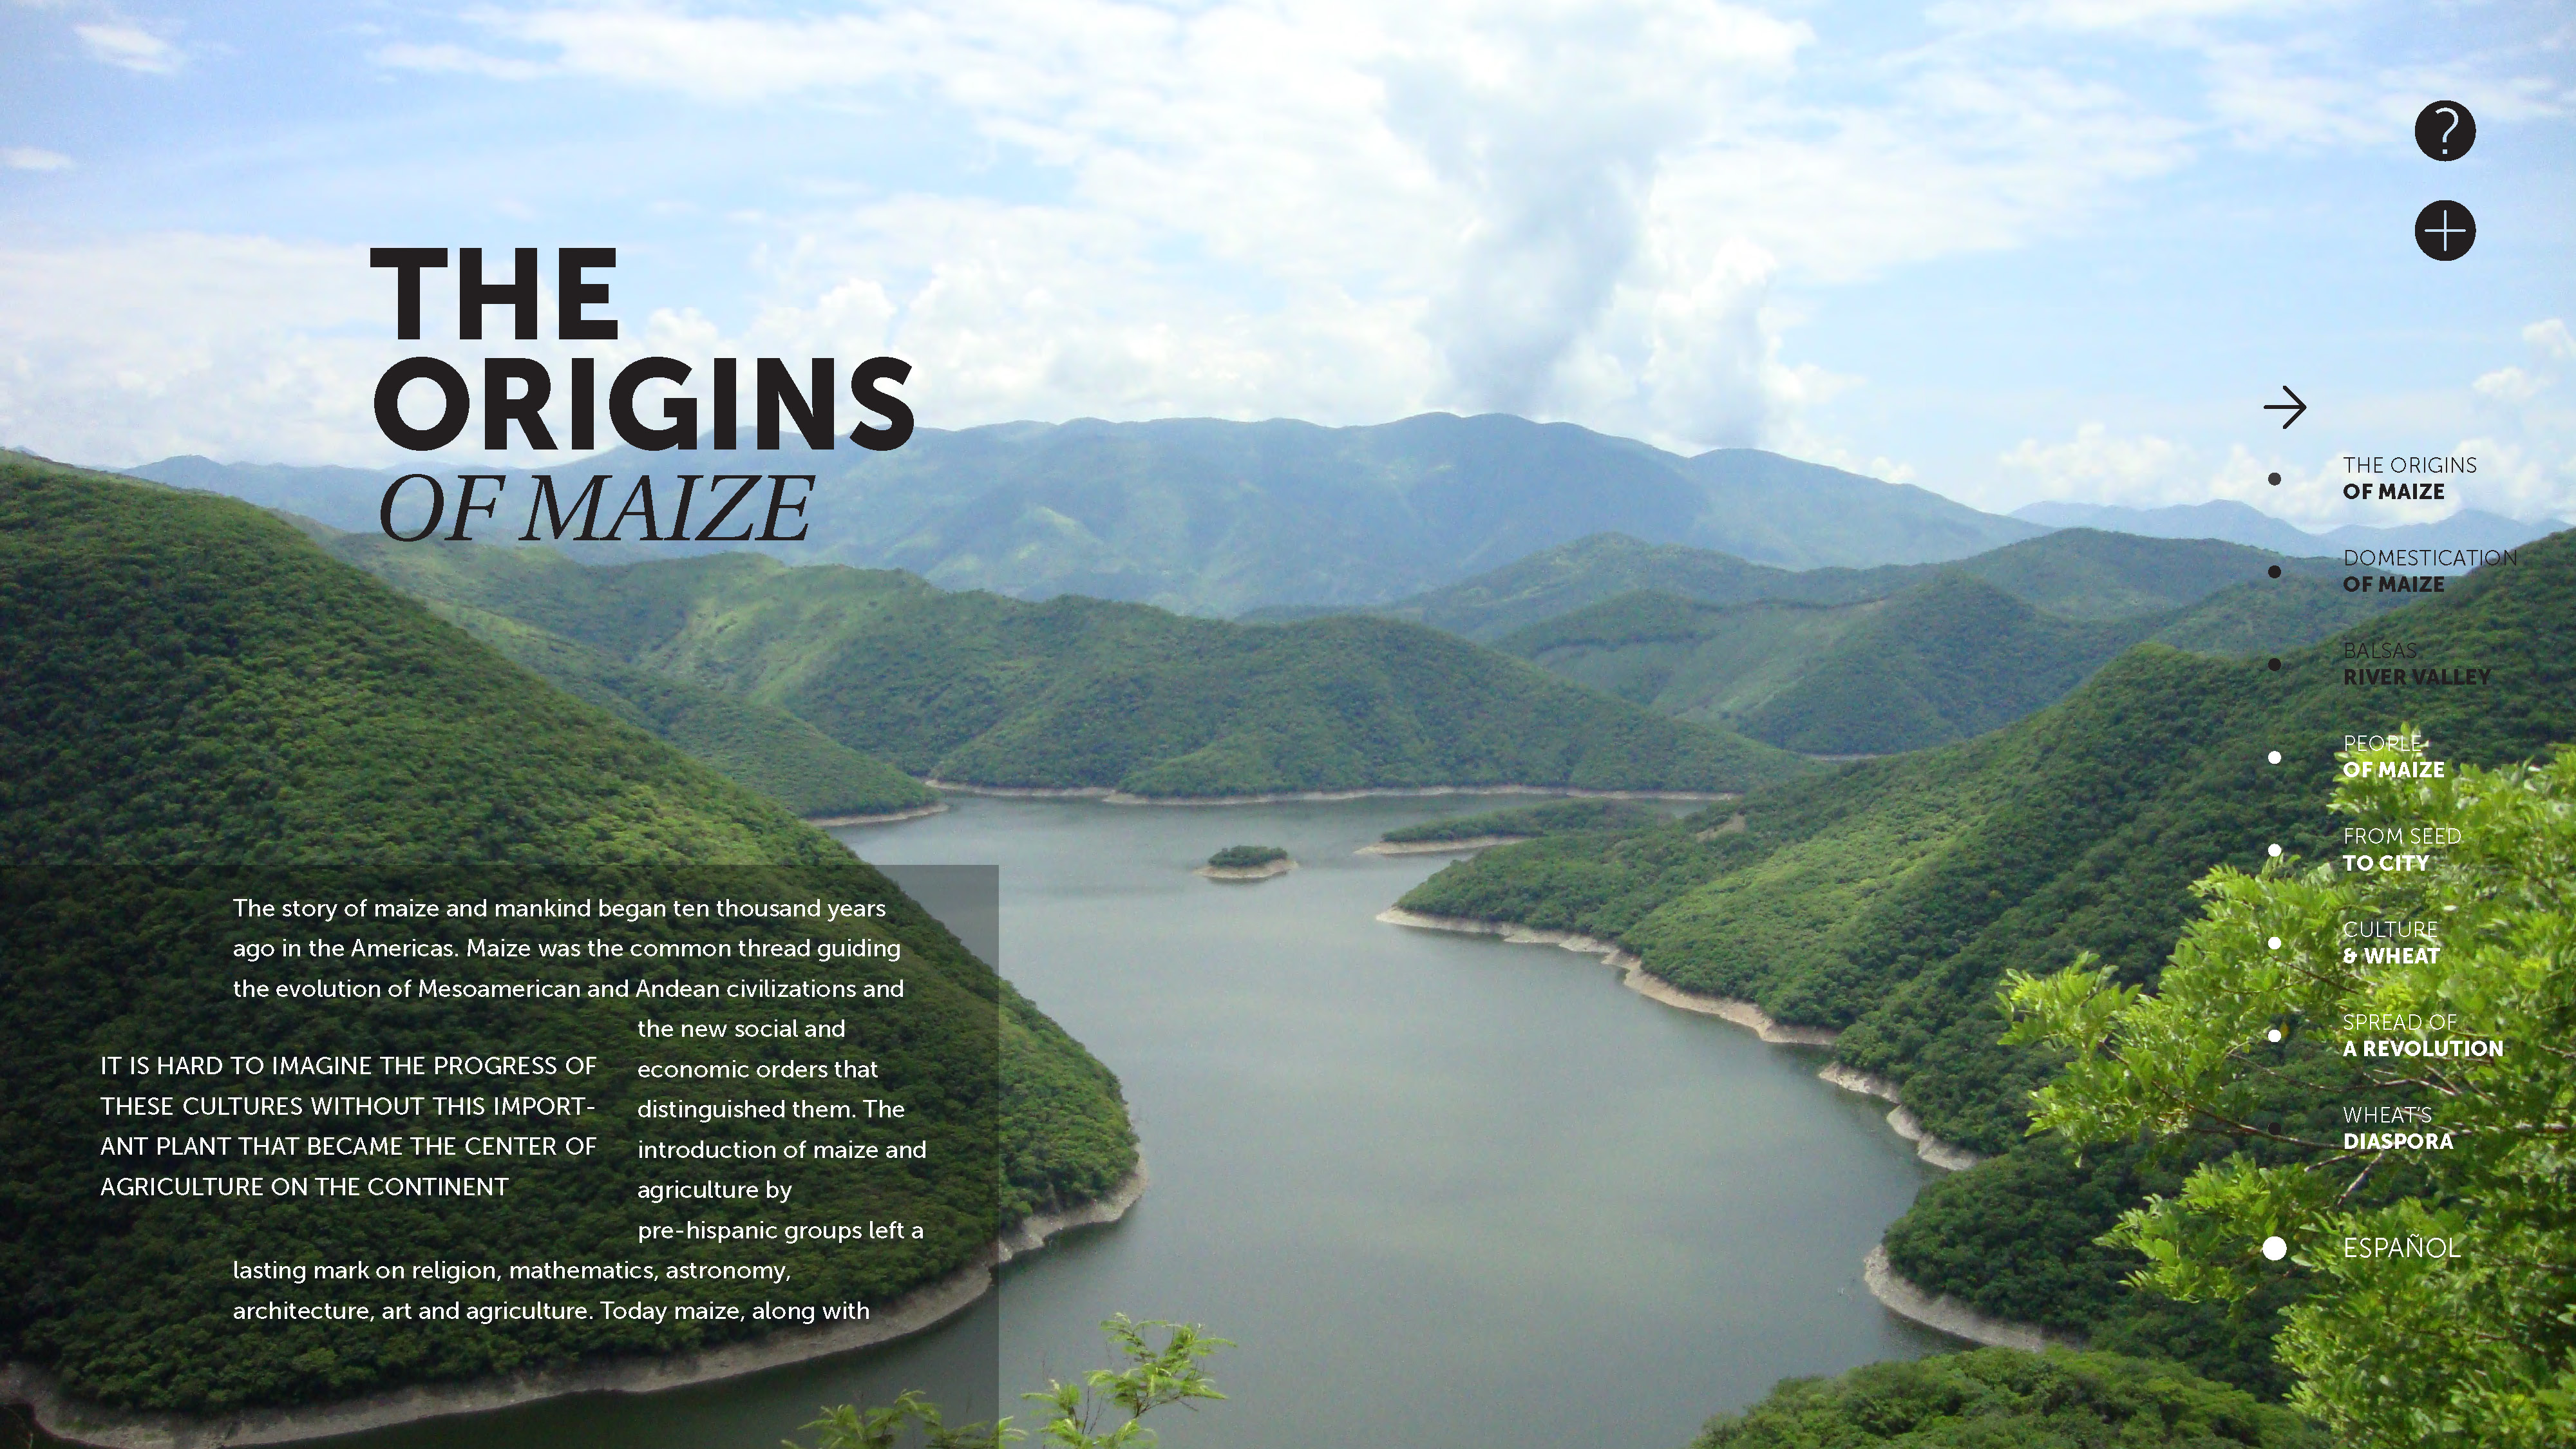 THE
ORIGINS
OF MAIZE
The story of maize and mankind began ten thousand years
ago in the Americas. Maize was the common thread guiding
the evolution of Mesoamerican and Andean civilizations and
the new social and
economic orders that
distinguished them. The
introduction of maize and
agriculture by
pre-hispanic groups left a
lasting mark on religion, mathematics, astronomy,
architecture, art and agriculture. Today maize, along with
IT IS HARD TO IMAGINE THE PROGRESS OF
THESE CULTURES WITHOUT THIS IMPORT-
ANT PLANT THAT BECAME THE CENTER OF
AGRICULTURE ON THE CONTINENT
?
+
→
THE ORIGINS
OF MAIZE
DOMESTICATION
OF MAIZE
BALSAS
RIVER VALLEY
PEOPLE
OF MAIZE
FROM SEED
TO CITY
CULTURE
& WHEAT
SPREAD OF
A REVOLUTION
WHEAT'S
DIASPORA
ESPAÑOL